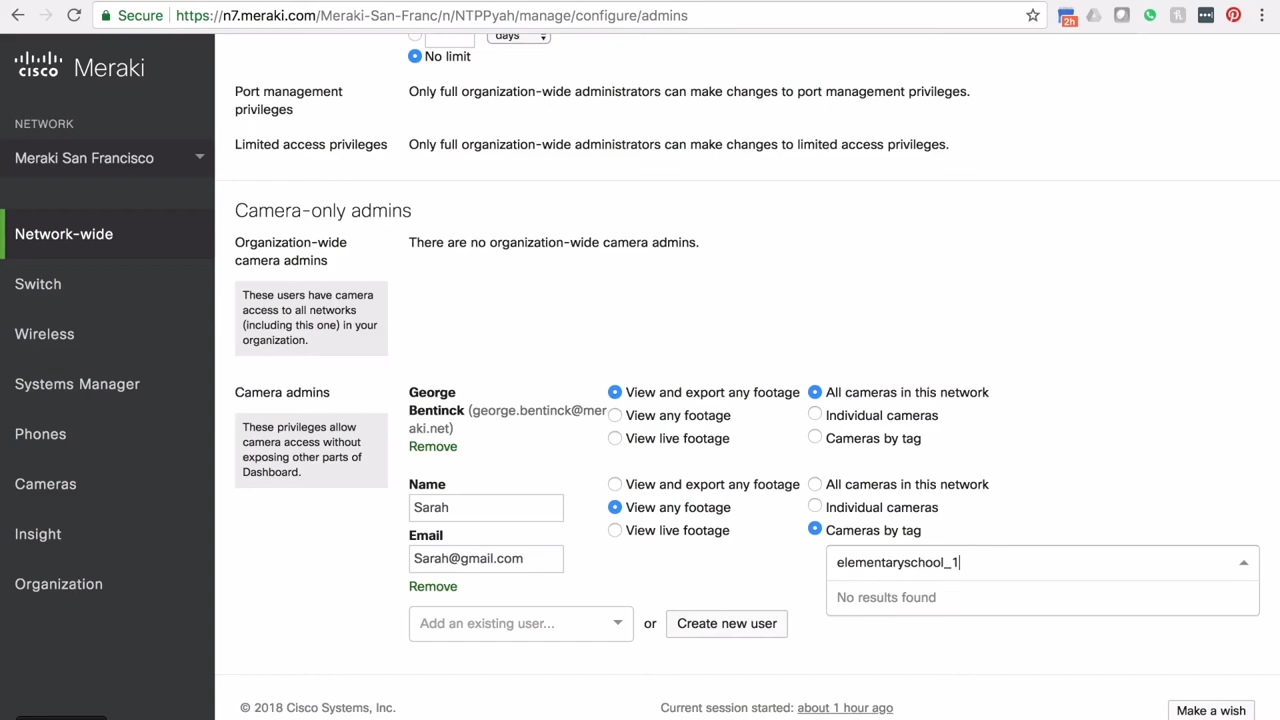 Secure
https://n7.meraki.com/Meraki-San-Franc/n/NTPPyah/manage/configure/admins
2h
CISCO Meraki
NETWORK
Meraki San Francisco
Network-wide
Switch
Wireless
Systems Manager
Phones
Cameras
Insight
Organization
days
No limit
Port management
privileges
Only full organization-wide administrators can make changes to port management privileges.
Limited access privileges
Only full organization-wide administrators can make changes to limited access privileges.
Camera-only admins
Organization-wide
camera admins
There are no organization-wide camera admins.
These users have camera
access to all networks
(including this one) in your
organization.
Camera admins
These privileges allow
camera access without
exposing other parts of
Dashboard.
George
Bentinck (george.bentinck@mer
aki.net)
Remove
View and export any footage
View any footage
View live footage
All cameras in this network
Individual cameras
Cameras by tag
Name
Sarah
Email
Sarah@gmail.com
Remove
View and export any footage
View any footage
View live footage
All cameras in this network
Individual cameras
Cameras by tag
elementaryschool_1
No results found
Add an existing user...
or
Create new user
© 2018 Cisco Systems, Inc.
Current session started: about 1 hour ago
Make a wish